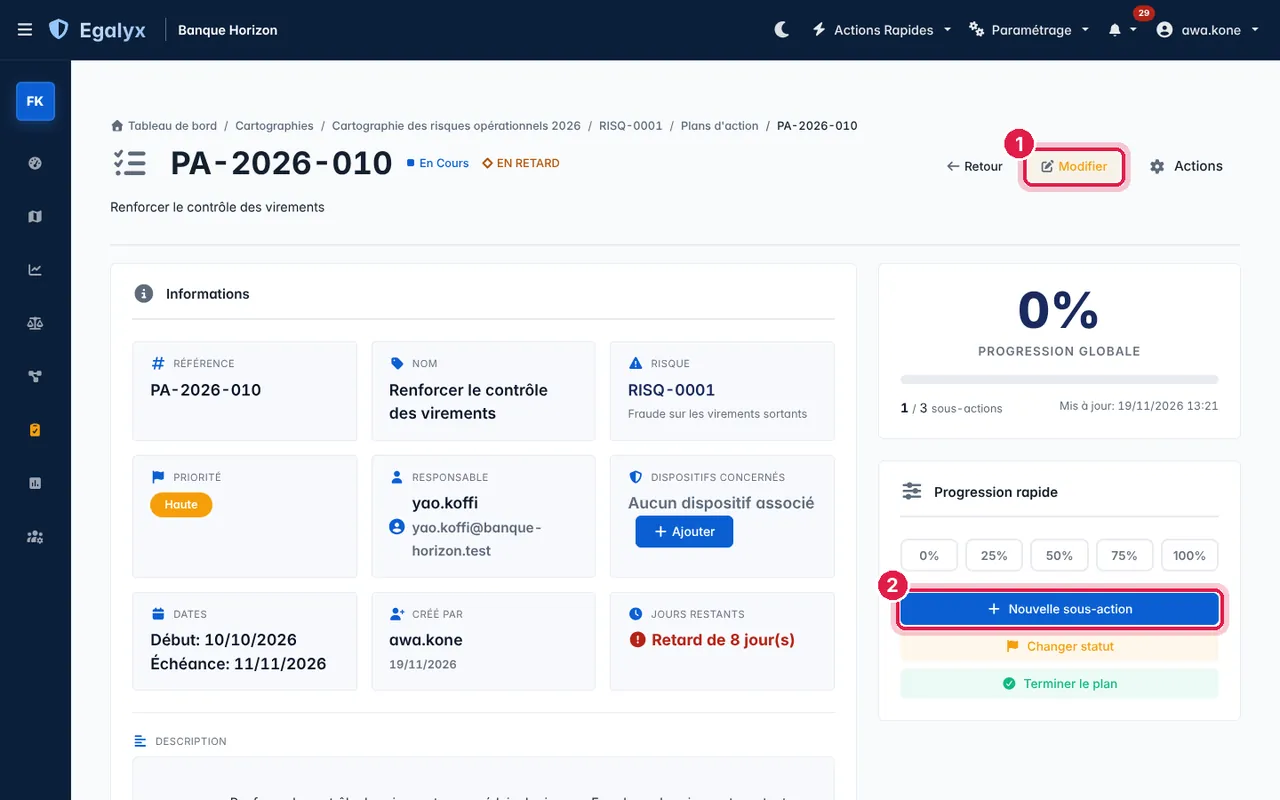 Egalyx
Banque Horizon
Actions Rapides
Paramétrage
29
awa.kone
FK
Tableau de bord / Cartographies / Cartographie des risques opérationnels 2026 / RISQ-0001 / Plans d'action / PA-2026-010
PA-2026-010
En Cours
EN RETARD
Retour
1
Modifier
Actions
Renforcer le contrôle des virements
Informations
RÉFÉRENCE
PA-2026-010
NOM
Renforcer le contrôle
des virements
RISQUE
RISQ-0001
Fraude sur les virements sortants
PRIORITÉ
Haute
RESPONSABLE
yao.koffi
yao.koffi@banque-
horizon.test
DISPOSITIFS CONCERNÉS
Aucun dispositif associé
+ Ajouter
DATES
Début: 10/10/2026
Échéance: 11/11/2026
CRÉÉ PAR
awa.kone
19/11/2026
JOURS RESTANTS
Retard de 8 jour(s)
DESCRIPTION
0%
PROGRESSION GLOBALE
1 / 3 sous-actions
Mis à jour: 19/11/2026 13:21
Progression rapide
0%
25%
50%
75%
100%
2
+ Nouvelle sous-action
Changer statut
Terminer le plan